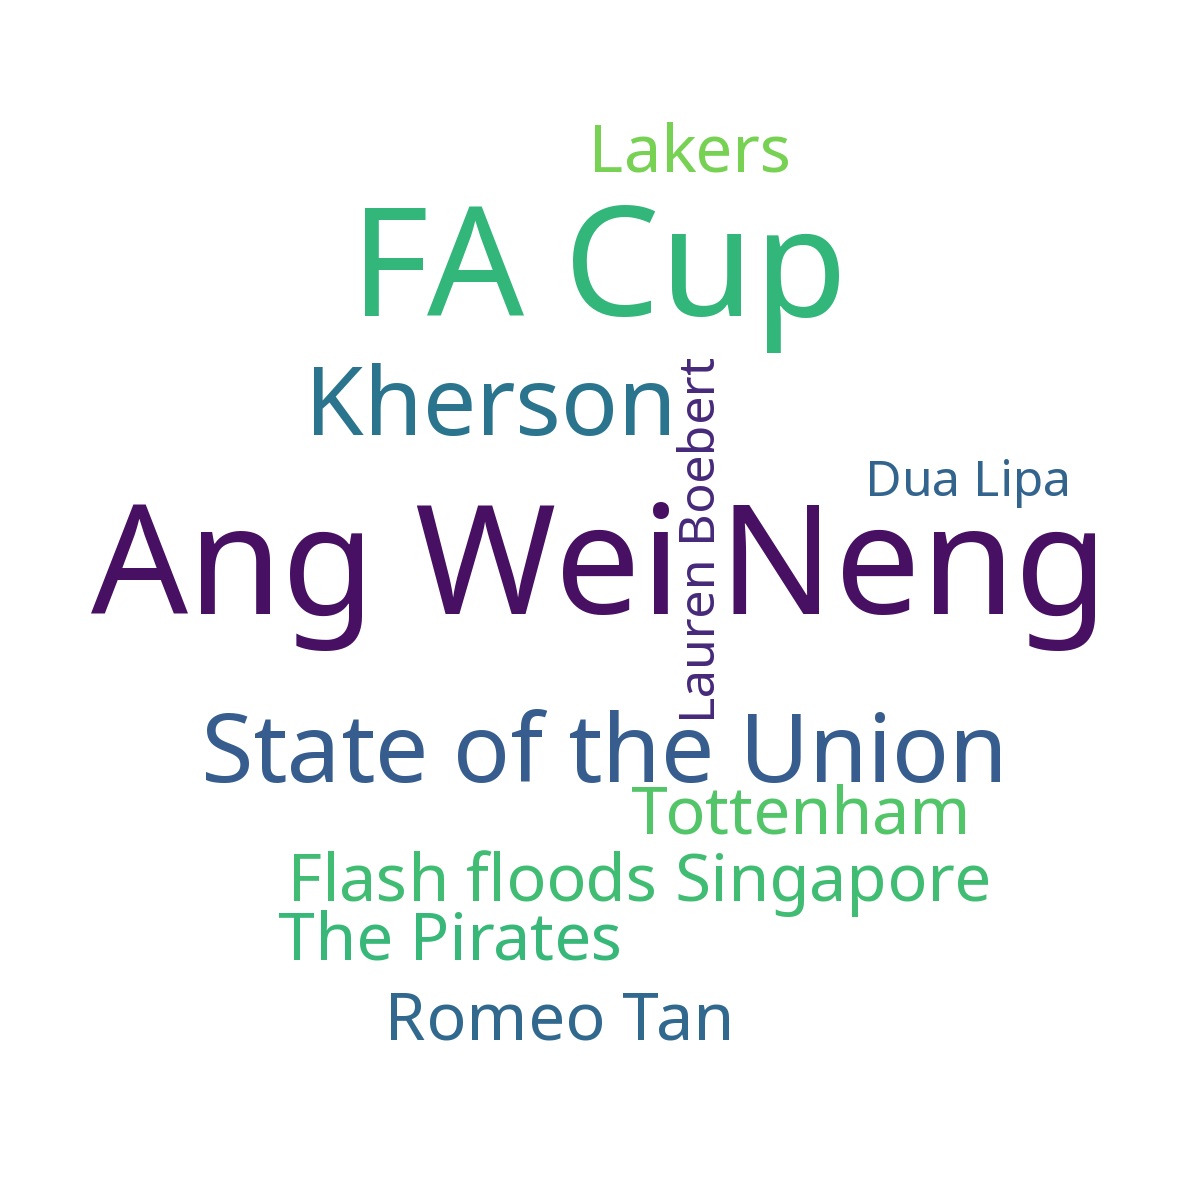 Lakers
FA Cup
Kherson
Lauren Boebert
Dua Lipa
Ang Wei Neng
State of the Union
Tottenham
Flash floods Singapore
The Pirates
Romeo Tan